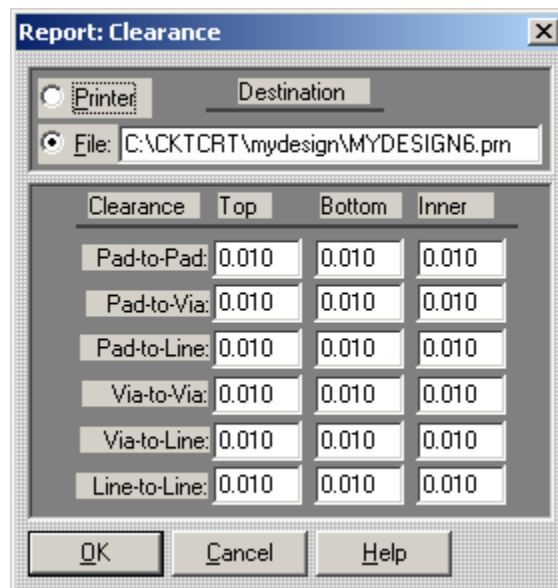 Report: Clearance
Printer Destination
File: C:\CKTCRT\mydesign\MYDESIGN6.prn
Clearance Top Bottom Inner
Pad-to-Pad: 0.010 0.010 0.010
Pad-to-Via: 0.010 0.010 0.010
Pad-to-Line: 0.010 0.010 0.010
Via-to-Via: 0.010 0.010 0.010
Via-to-Line: 0.010 0.010 0.010
Line-to-Line: 0.010 0.010 0.010
OK Cancel Help